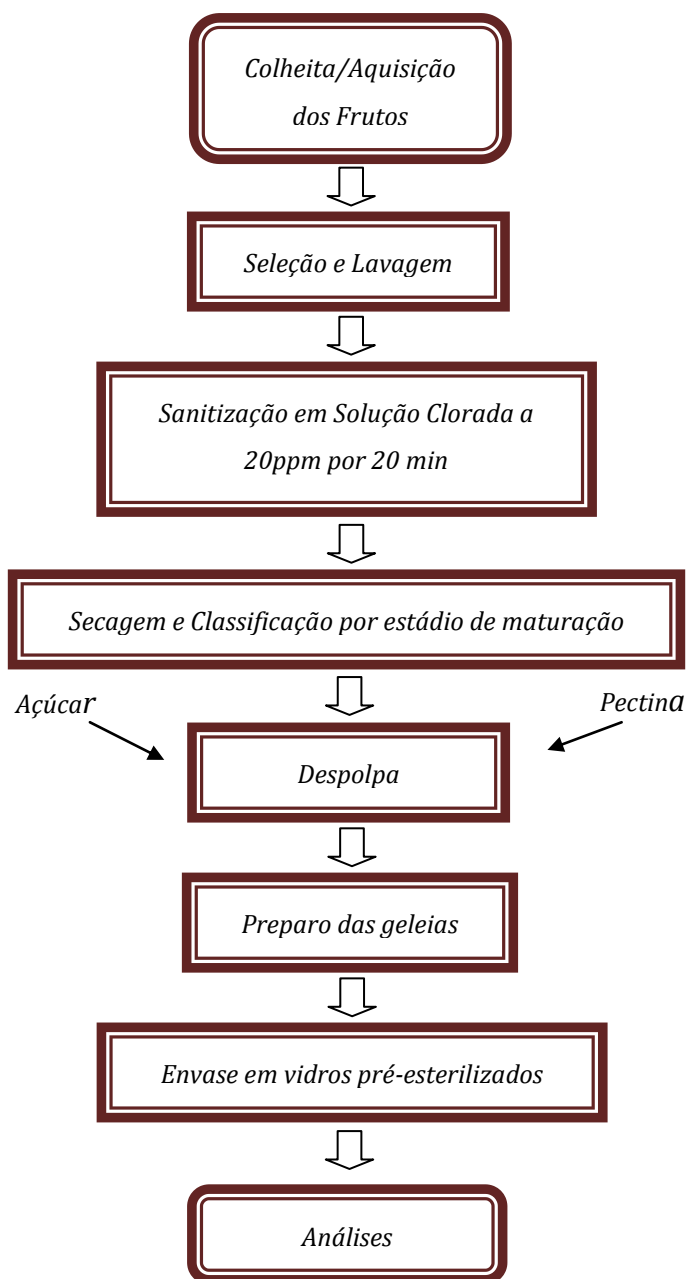 Colheita/Aquisição
dos Frutos
Seleção e Lavagem
Sanitização em Solução Clorada a
20ppm por 20 min
Secagem e Classificação por estádio de maturação
Açúcar
Pectina
Despolpa
Preparo das geleias
Envase em vidros pré-esterilizados
Análises